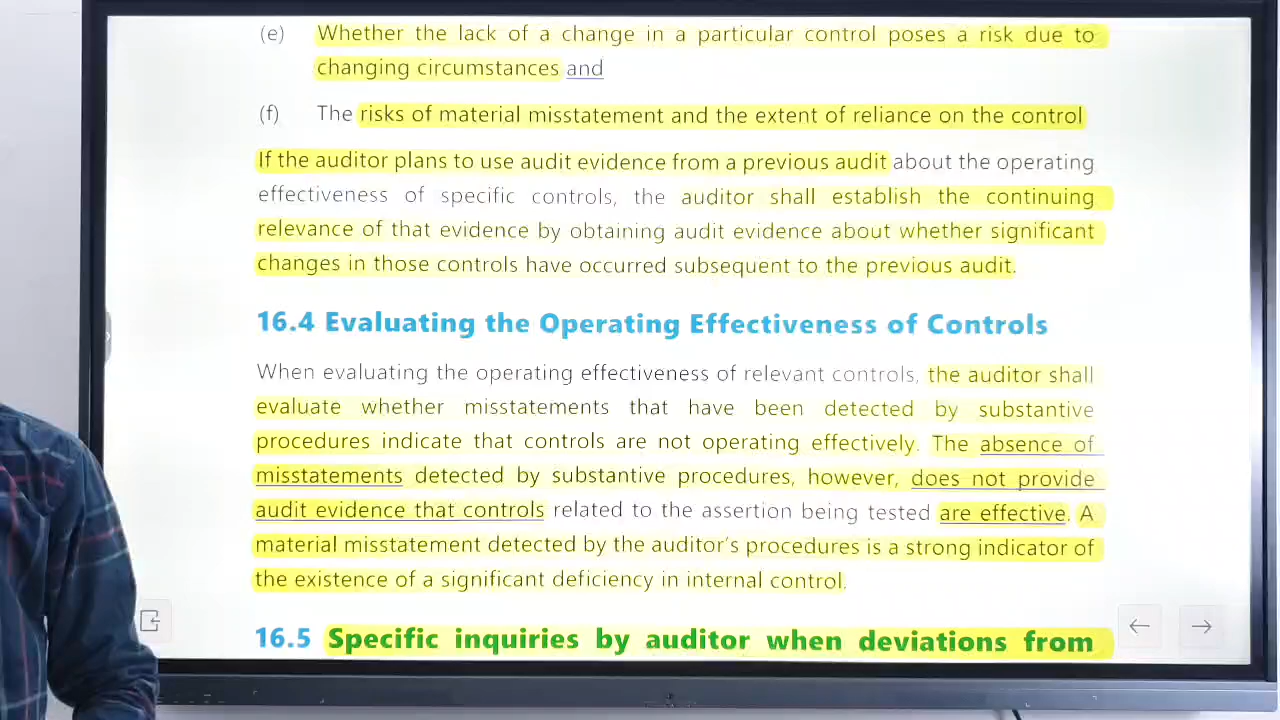 (e) Whether the lack of a change in a particular control poses a risk due to
changing circumstances and
(f) The risks of material misstatement and the extent of reliance on the control
If the auditor plans to use audit evidence from a previous audit about the operating
effectiveness of specific controls, the auditor shall establish the continuing
relevance of that evidence by obtaining audit evidence about whether significant
changes in those controls have occurred subsequent to the previous audit.
16.4 Evaluating the Operating Effectiveness of Controls
When evaluating the operating effectiveness of relevant controls, the auditor shall
evaluate whether misstatements that have been detected by substantive
procedures indicate that controls are not operating effectively. The absence of
misstatements detected by substantive procedures, however, does not provide
audit evidence that controls related to the assertion being tested are effective. A
material misstatement detected by the auditor's procedures is a strong indicator of
the existence of a significant deficiency in internal control.
16.5 Specific inquiries by auditor when deviations from